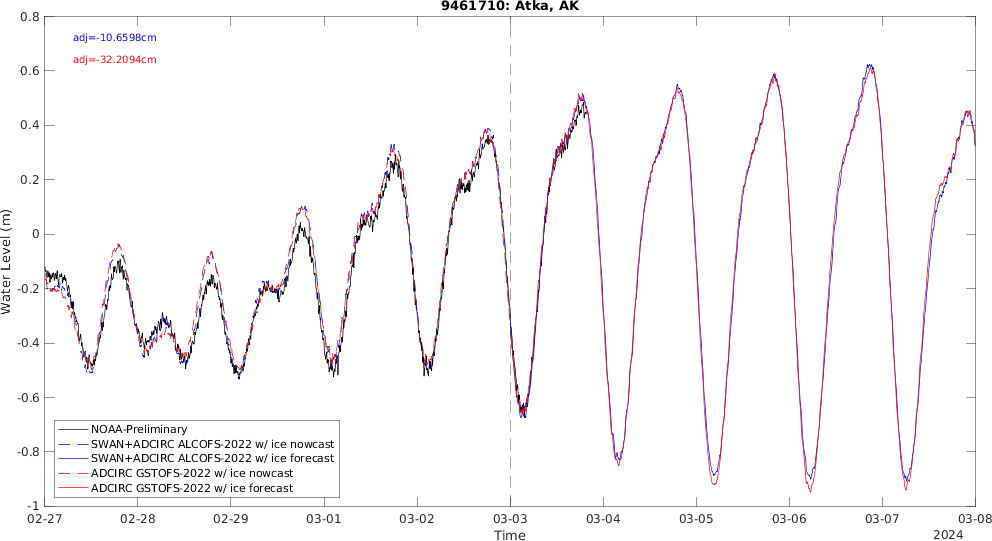 9461710: Atka, AK
adj=-10.6598cm
adj=-32.2094cm
Water Level (m)
0.8
0.6
0.4
0.2
0
-0.2
-0.4
-0.6
-0.8
-1
NOAA-Preliminary
SWAN+ADCIRC ALCOFS-2022 w/ ice nowcast
SWAN+ADCIRC ALCOFS-2022 w/ ice forecast
ADCIRC GSTOFS-2022 w/ ice nowcast
ADCIRC GSTOFS-2022 w/ ice forecast
02-27 02-28 02-29 03-01 03-02 03-03 03-04 03-05 03-06 03-07 03-08
Time
2024